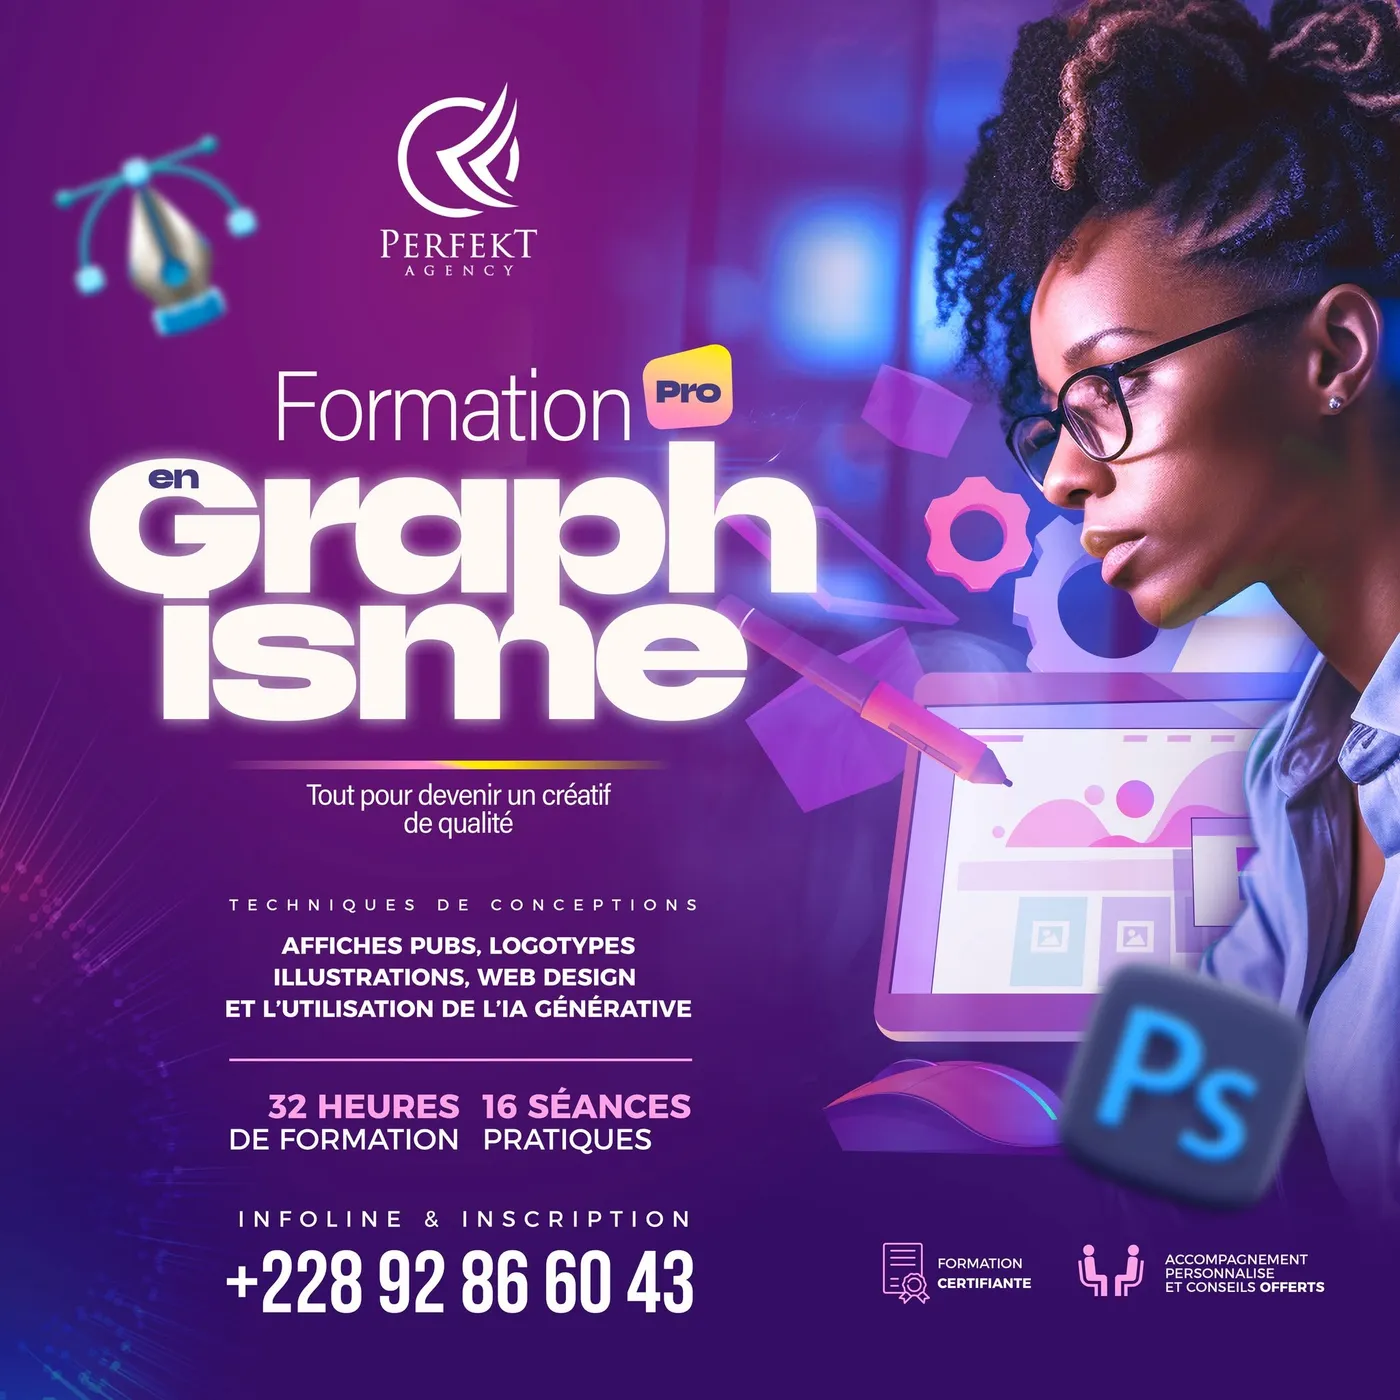 PERFEKT
AGENCY
Formation Pro
en Graph
isme
Tout pour devenir un créatif
de qualité
TECHNIQUES DE CONCEPTIONS
AFFICHES PUBS, LOGOTYPES
ILLUSTRATIONS, WEB DESIGN
ET L'UTILISATION DE L'IA GÉNÉRATIVE
32 HEURES 16 SÉANCES
DE FORMATION PRATIQUES
INFOLINE & INSCRIPTION
+228 92 86 60 43
Ps
FORMATION
CERTIFIANTE
ACCOMPAGNEMENT
PERSONNALISE
ET CONSEILS OFFERTS